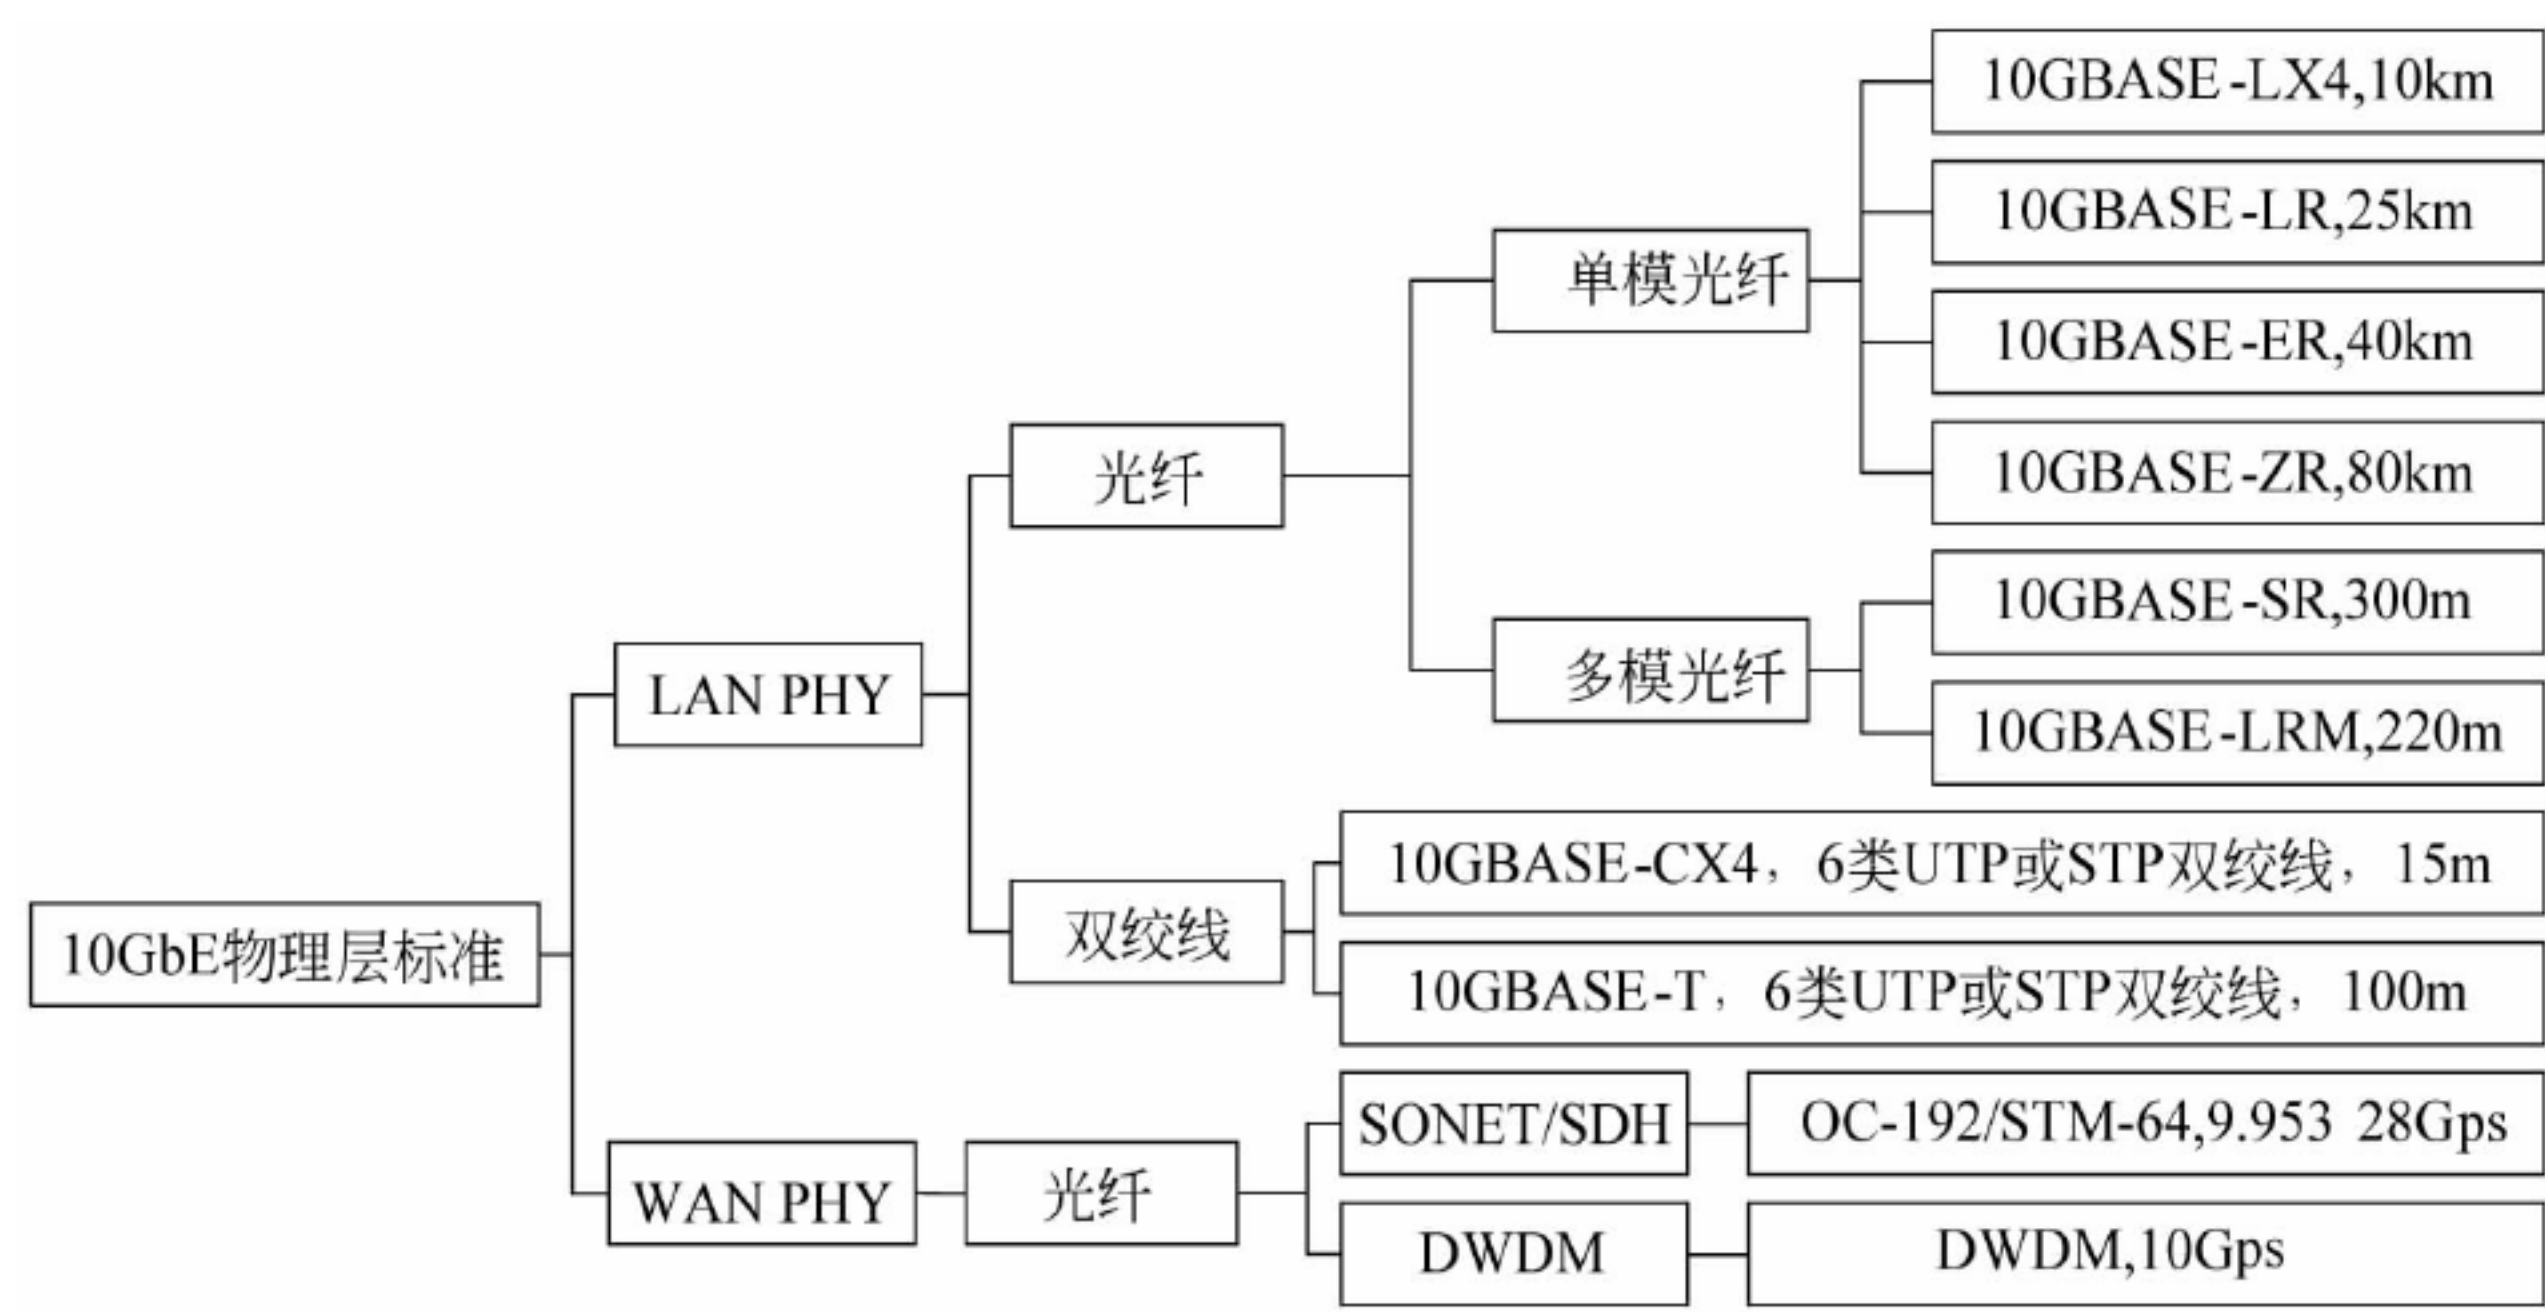 10GBASE-LX4,10km
10GBASE-LR,25km
单模光纤
10GBASE-ER,40km
光纤
10GBASE-ZR,80km
10GBASE-SR,300m
LAN PHY
多模光纤
10GBASE-LRM,220m
10GBASE-CX4，6类UTP或STP双绞线，15m
10GbE物理层标准
双绞线
10GBASE-T，6类UTP或STP双绞线，100m
SONET/SDH
OC-192/STM-64,9.953 28Gps
WAN PHY
光纤
DWDM
DWDM,10Gps